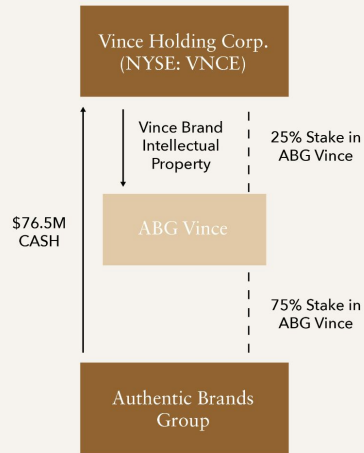 Vince Holding Corp.
(NYSE: VNCE)
Vince Brand
Intellectual
Property
25% Stake in
ABG Vince
$76.5M
CASH
ABG Vince
75% Stake in
ABG Vince
Authentic Brands
Group